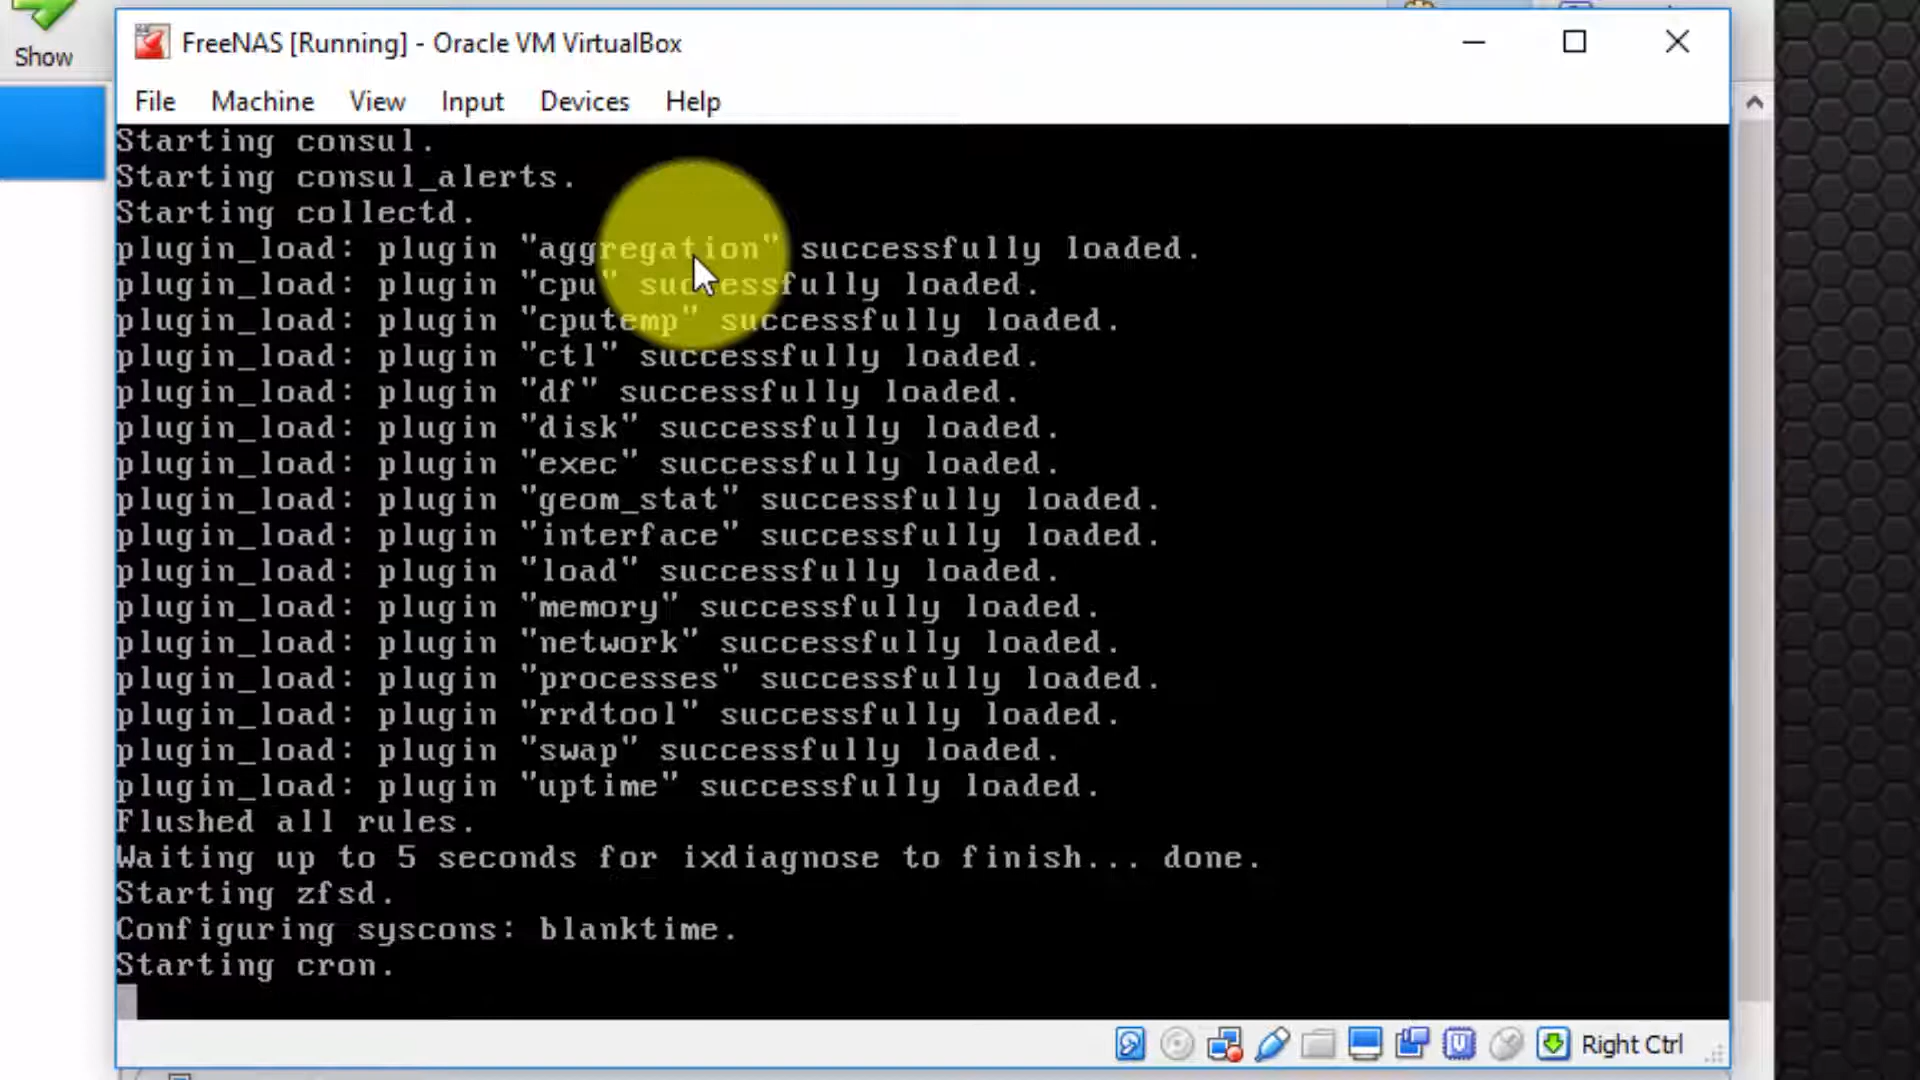 Show
FreeNAS [Running] - Oracle VM VirtualBox
File Machine View Input Devices Help
Starting consul.
Starting consul_alerts.
Starting collectd.
plugin_load: plugin "aggregation" successfully loaded.
plugin_load: plugin "cpu" successfully loaded.
plugin_load: plugin "cputemp" successfully loaded.
plugin_load: plugin "ctl" successfully loaded.
plugin_load: plugin "df" successfully loaded.
plugin_load: plugin "disk" successfully loaded.
plugin_load: plugin "exec" successfully loaded.
plugin_load: plugin "geom_stat" successfully loaded.
plugin_load: plugin "interface" successfully loaded.
plugin_load: plugin "load" successfully loaded.
plugin_load: plugin "memory" successfully loaded.
plugin_load: plugin "network" successfully loaded.
plugin_load: plugin "processes" successfully loaded.
plugin_load: plugin "rrdtool" successfully loaded.
plugin_load: plugin "swap" successfully loaded.
plugin_load: plugin "uptime" successfully loaded.
Flushed all rules.
Waiting up to 5 seconds for ixdiagnose to finish... done.
Starting zfsd.
Configuring syscons: blanktime.
Starting cron.
Right Ctrl